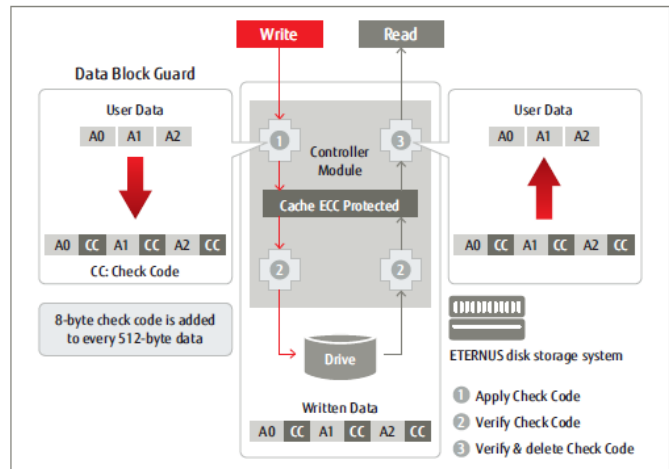 Write
Read
Data Block Guard
User Data
A0 A1 A2
A0 CC A1 CC A2 CC
CC: Check Code
8-byte check code is added
to every 512-byte data
1
3
Controller
Module
Cache ECC Protected
2
2
Drive
Written Data
A0 CC A1 CC A2 CC
User Data
A0 A1 A2
A0 CC A1 CC A2 CC
ETERNUS disk storage system
1 Apply Check Code
2 Verify Check Code
3 Verify & delete Check Code